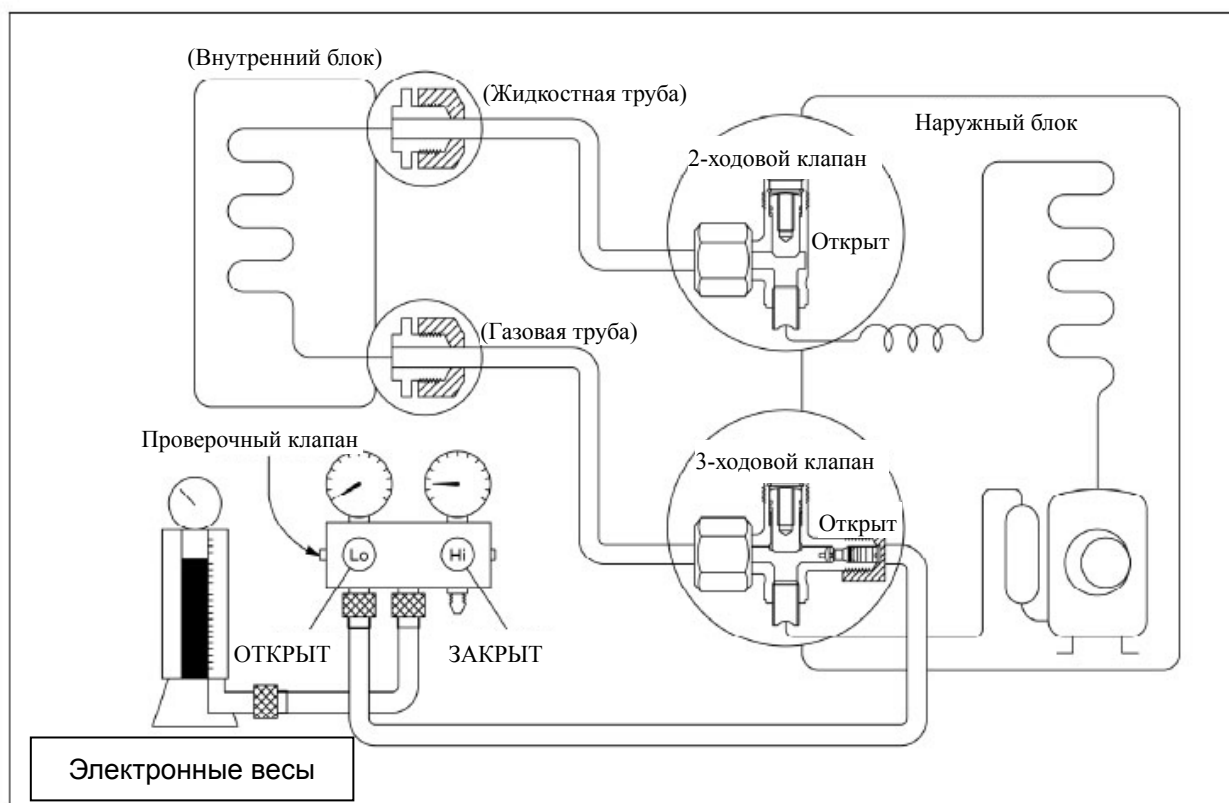 (Внутренний блок)
(Жидкостная труба)
Наружный блок
2-ходовой клапан
Открыт
(Газовая труба)
Проверочный клапан
3-ходовой клапан
Открыт
Lo
Hi
ОТКРЫТ
ЗАКРЫТ
Электронные весы